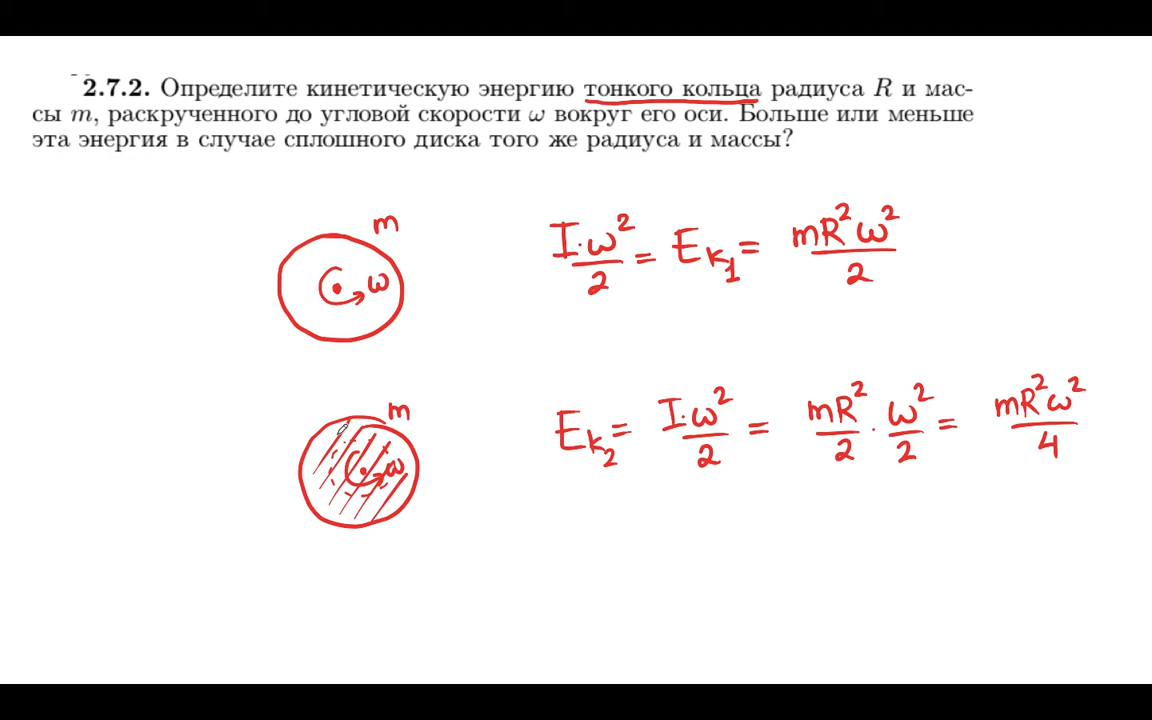 2.7.2. Определите кинетическую энергию тонкого кольца радиуса R и мас-
сы m, раскрученного до угловой скорости ω вокруг его оси. Больше или меньше
эта энергия в случае сплошного диска того же радиуса и массы?
m
ω
I·ω²/2 = Eк₁ = mR²ω²/2
m
ω
Eк₂ = I·ω²/2 = mR²/2 · ω²/2 = mR²ω²/4